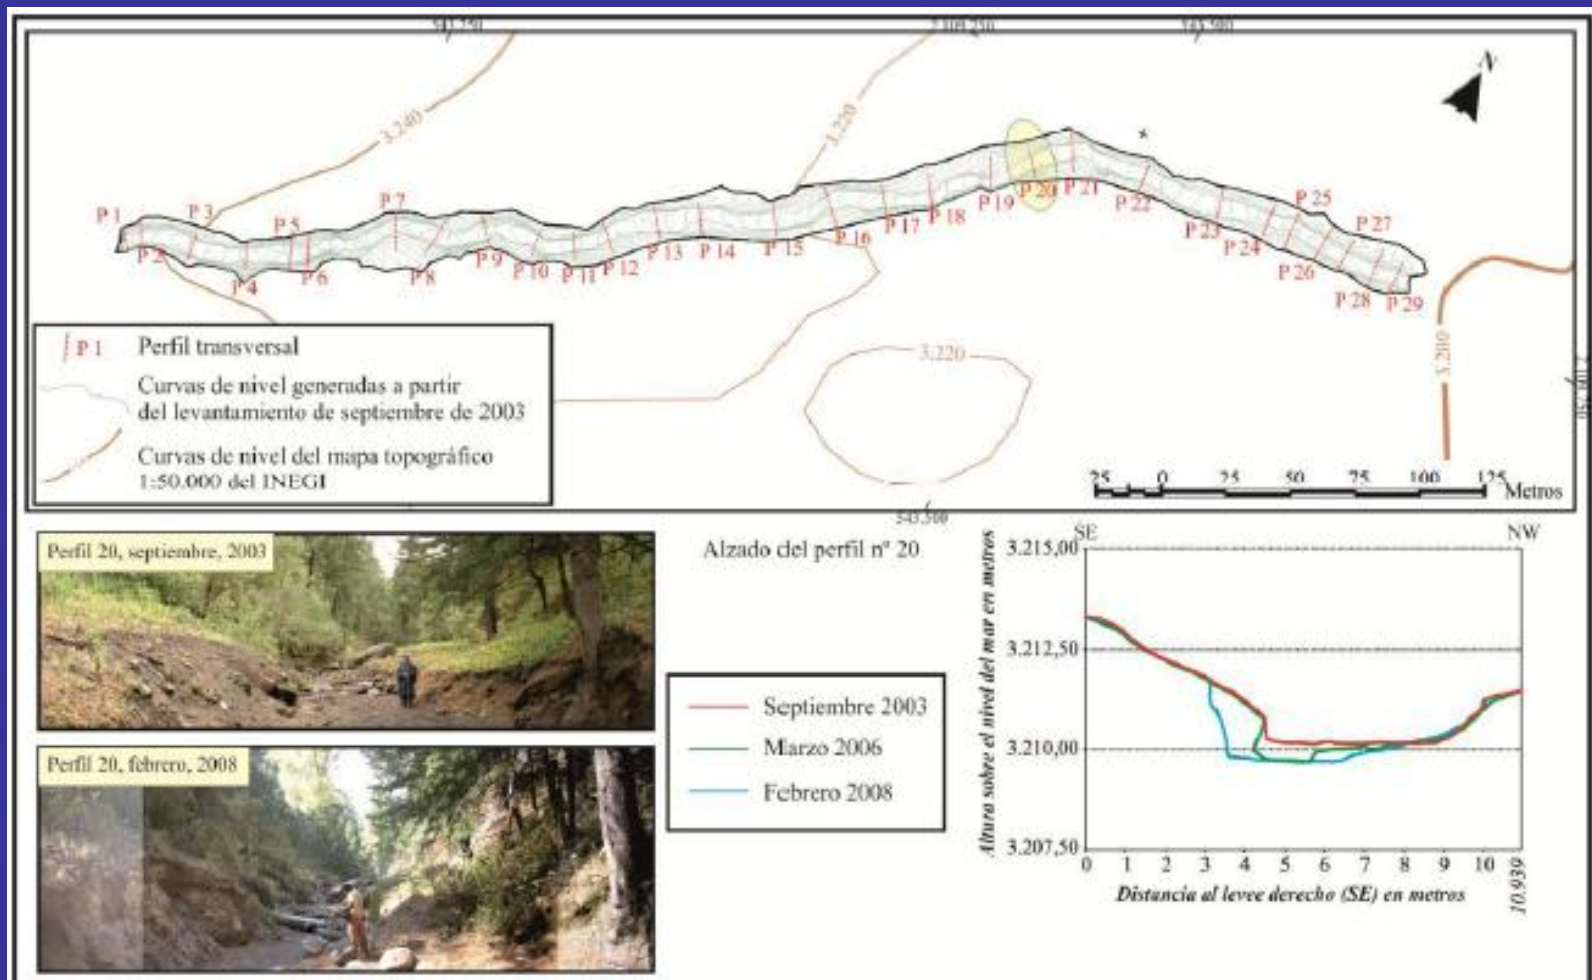 2.109.250
3.240
3.220
N
P 1
P 2
P 3
P 4
P 5
P 6
P 7
P 8
P 9
P 10
P 11
P 12
P 13
P 14
P 15
P 16
P 17
P 18
P 19
P 20
P 21
P 22
P 23
P 24
P 25
P 26
P 27
P 28
P 29
3.220
3.200
P 1 Perfil transversal
Curvas de nivel generadas a partir
del levantamiento de septiembre de 2003
Curvas de nivel del mapa topográfico
1:50.000 del INEGI
25 0 25 50 75 100 125
Metros
543.500
Perfil 20, septiembre, 2003
Perfil 20, febrero, 2008
Alzado del perfil nº 20
Septiembre 2003
Marzo 2006
Febrero 2008
SE
NW
Altura sobre el nivel del mar en metros
3.215,00
3.212,50
3.210,00
3.207,50
0 1 2 3 4 5 6 7 8 9 10 10.939
Distancia al levee derecho (SE) en metros